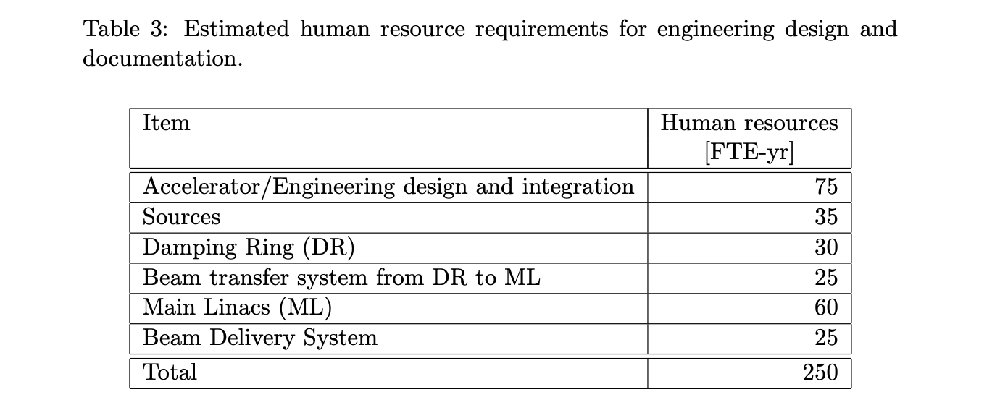 Table 3: Estimated human resource requirements for engineering design and
documentation.
Item Human resources
[FTE-yr]
Accelerator/Engineering design and integration 75
Sources 35
Damping Ring (DR) 30
Beam transfer system from DR to ML 25
Main Linacs (ML) 60
Beam Delivery System 25
Total 250